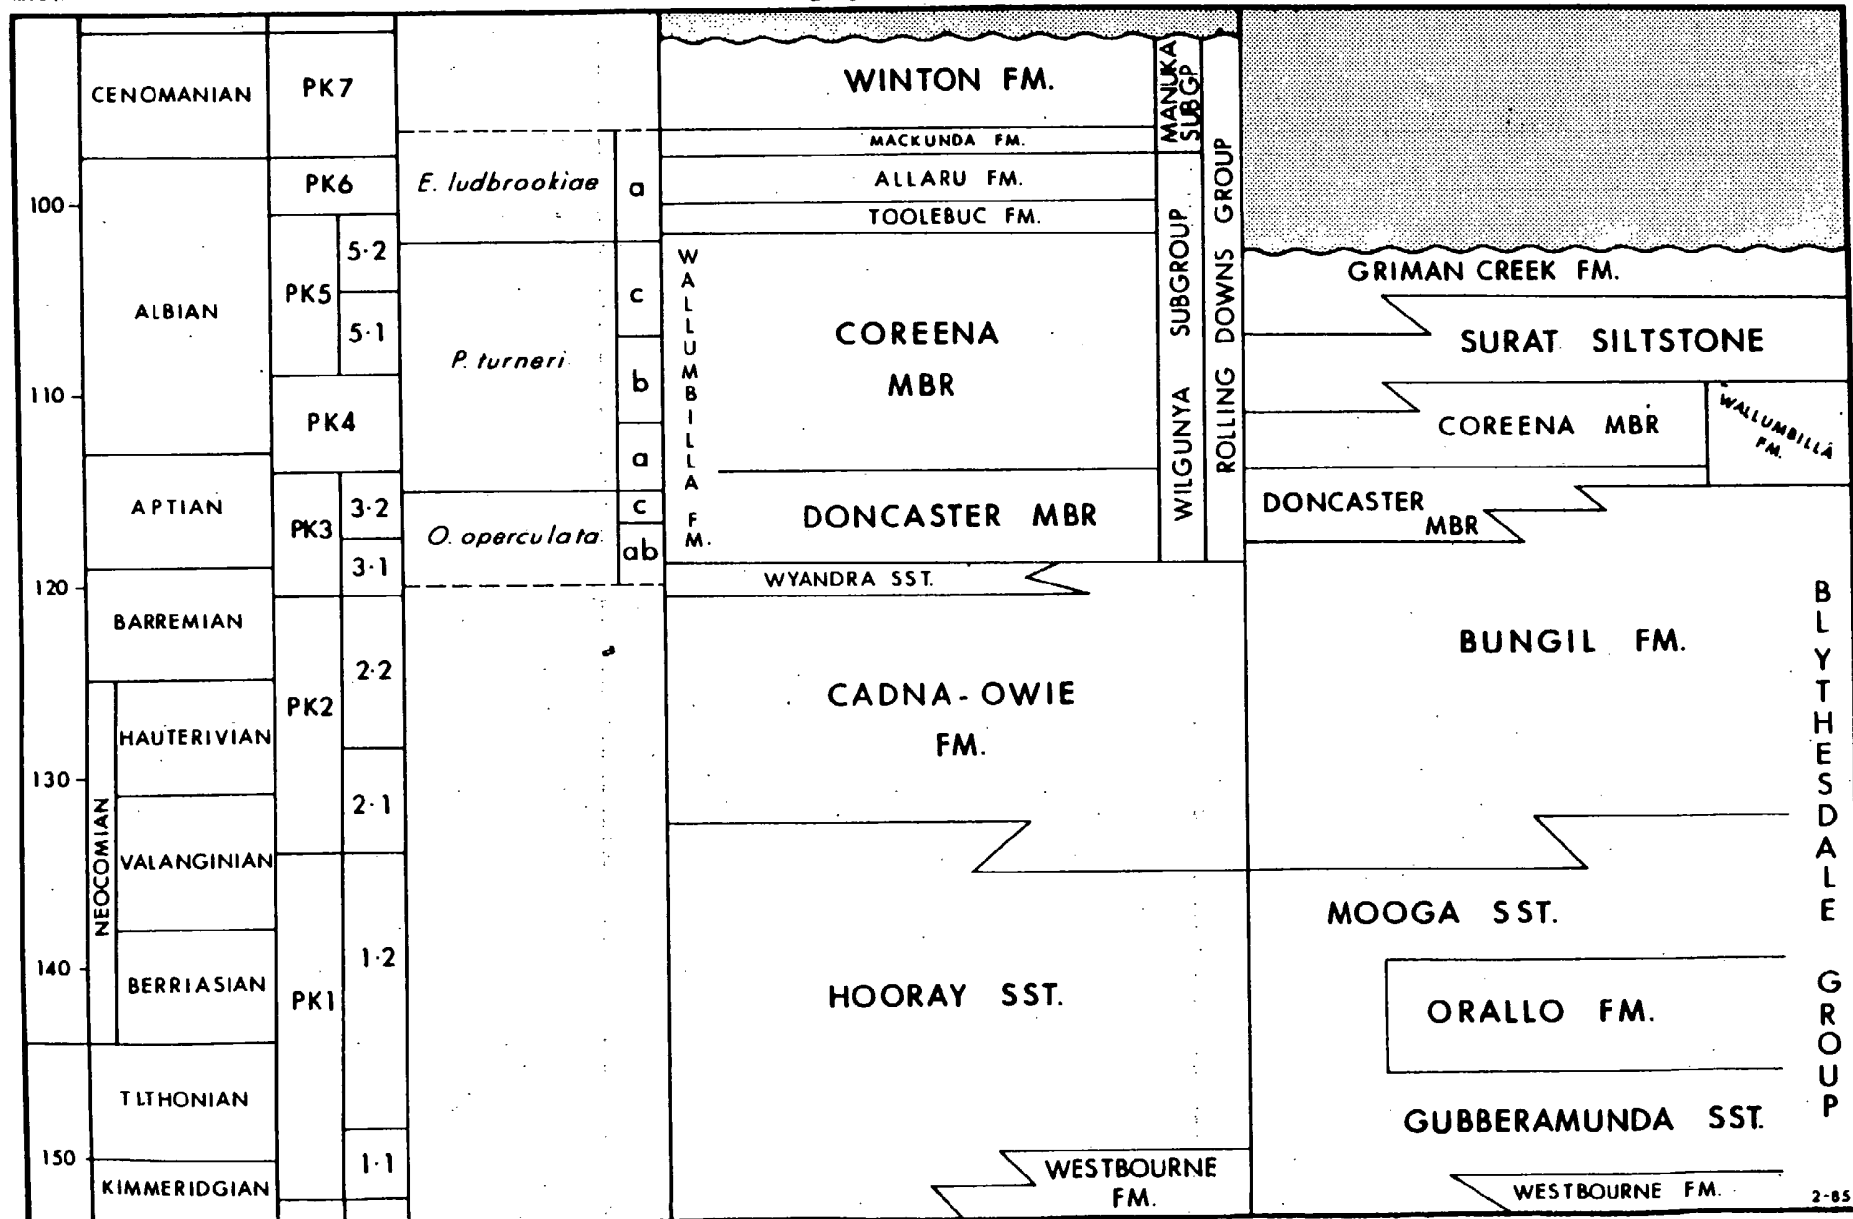 100
110
120
130
140
150
CENOMANIAN
ALBIAN
APTIAN
BARREMIAN
NEOCOMIAN
HAUTERIVIAN
VALANGINIAN
BERRIASIAN
TLTHONIAN
KIMMERIDGIAN
PK7
PK6
PK5
5·2
5·1
PK4
PK3
3·2
3·1
PK2
2·2
2·1
PK1
1·2
1·1
E. ludbrookiae
a
P. turneri
c
b
a
O. operculata
c
ab
WINTON FM.
MACKUNDA FM.
ALLARU FM.
TOOLEBUC FM.
WALLUMBILLA FM.
COREENA
MBR
DONCASTER MBR
WYANDRA SST.
CADNA-OWIE
FM.
HOORAY SST.
WESTBOURNE
FM.
MANUKA
SUBGP
WILGUNYA SUBGROUP
ROLLING DOWNS GROUP
GRIMAN CREEK FM.
SURAT SILTSTONE
COREENA MBR
WALLUMBILLA
FM.
DONCASTER
MBR
BUNGIL FM.
MOOGA SST.
ORALLO FM.
GUBBERAMUNDA SST.
WESTBOURNE FM.
BLYTHESDALE GROUP
2-85